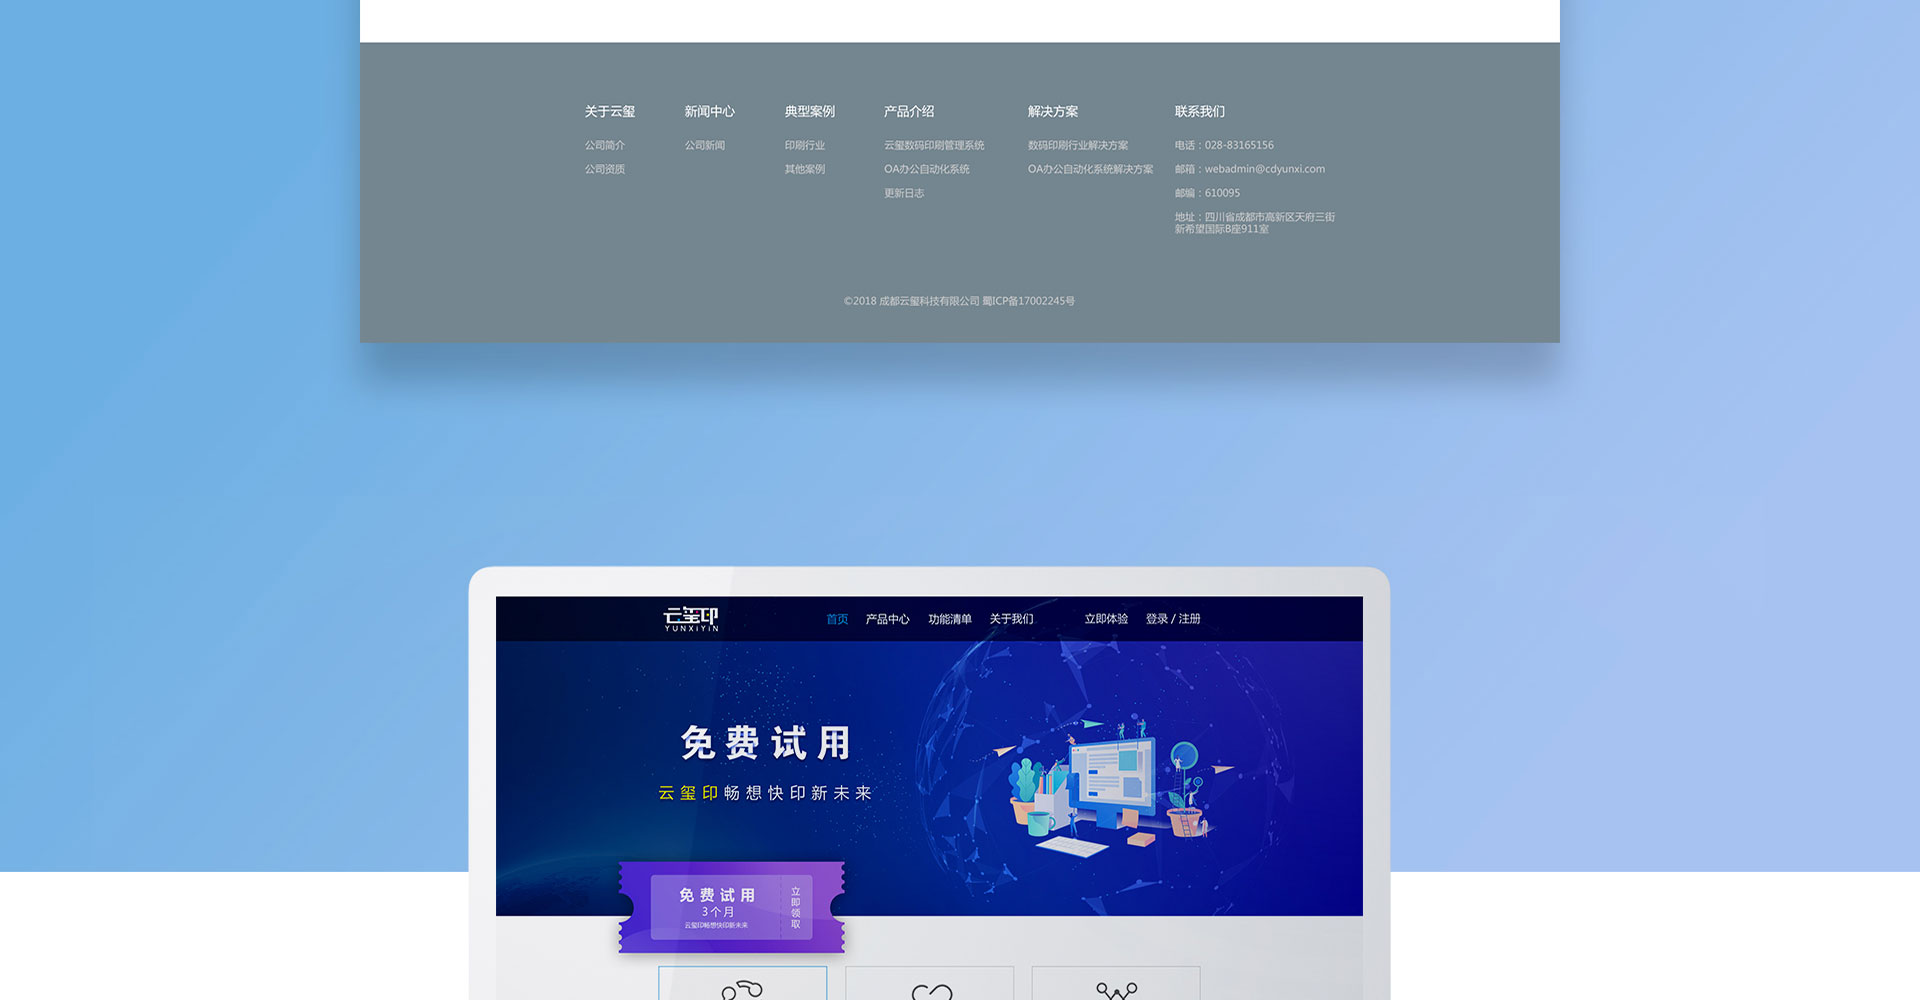 关于云玺
公司简介
公司资质
新闻中心
公司新闻
典型案例
印刷行业
其他案例
产品介绍
云玺数码印刷管理系统
OA办公自动化系统
更新日志
解决方案
数码印刷行业解决方案
OA办公自动化系统解决方案
联系我们
电话：028-83165156
邮箱：webadmin@cdyunxi.com
邮编：610095
地址：四川省成都市高新区天府三街
新希望国际B座911室
©2018 成都云玺科技有限公司 蜀ICP备17002245号
云玺印
YUNXIYIN
首页 产品中心 功能清单 关于我们 立即体验 登录 / 注册
免费试用
云玺印畅想快印新未来
免费试用
3个月
云玺印畅想快印新未来
立即领取